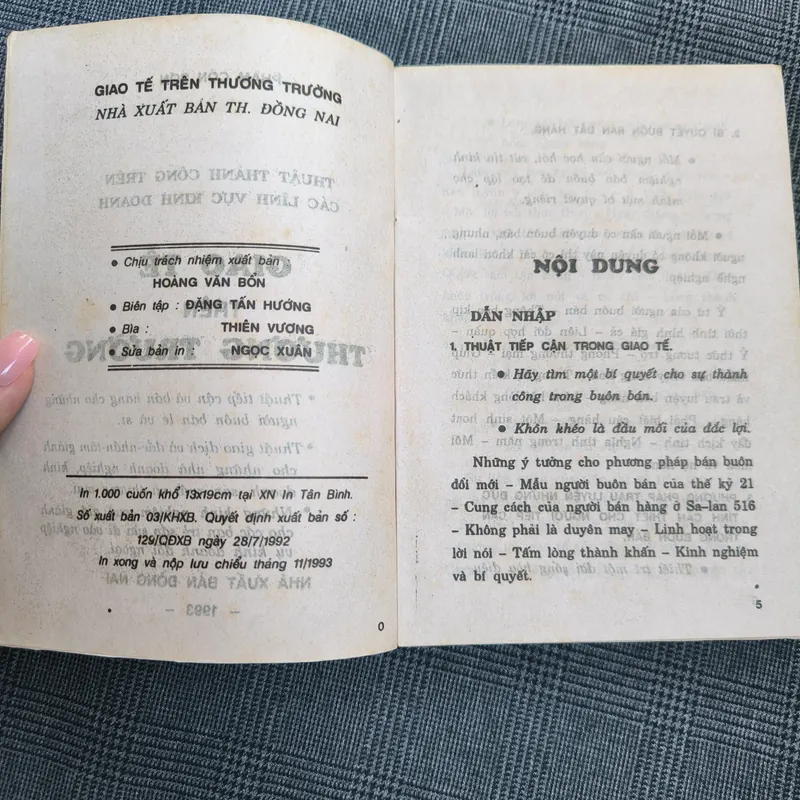 GIAO TẾ TRÊN THƯƠNG TRƯỜNG
NHÀ XUẤT BẢN TH. ĐỒNG NAI
• Chịu trách nhiệm xuất bản
HOÀNG VĂN BỔN
• Biên tập : ĐẶNG TẤN HƯỚNG
• Bìa : THIÊN VƯƠNG
• Sửa bản in : NGỌC XUÂN
In 1.000 cuốn khổ 13x19cm tại XN In Tân Bình.
Số xuất bản 03/KHXB. Quyết định xuất bản số :
129/QĐXB ngày 28/7/1992
In xong và nộp lưu chiểu tháng 11/1993
0
NỘI DUNG
DẪN NHẬP
1. THUẬT TIẾP CẬN TRONG GIAO TẾ.
• Hãy tìm một bí quyết cho sự thành
công trong buôn bán.
• Khôn khéo là đầu mối của đắc lợi.
Những ý tưởng cho phương pháp bán buôn
đổi mới – Mẫu người buôn bán của thế kỷ 21
– Cung cách của người bán hàng ở Sa-lan 516
– Không phải là duyên may – Linh hoạt trong
lời nói – Tấm lòng thành khẩn – Kinh nghiệm
và bí quyết.
5